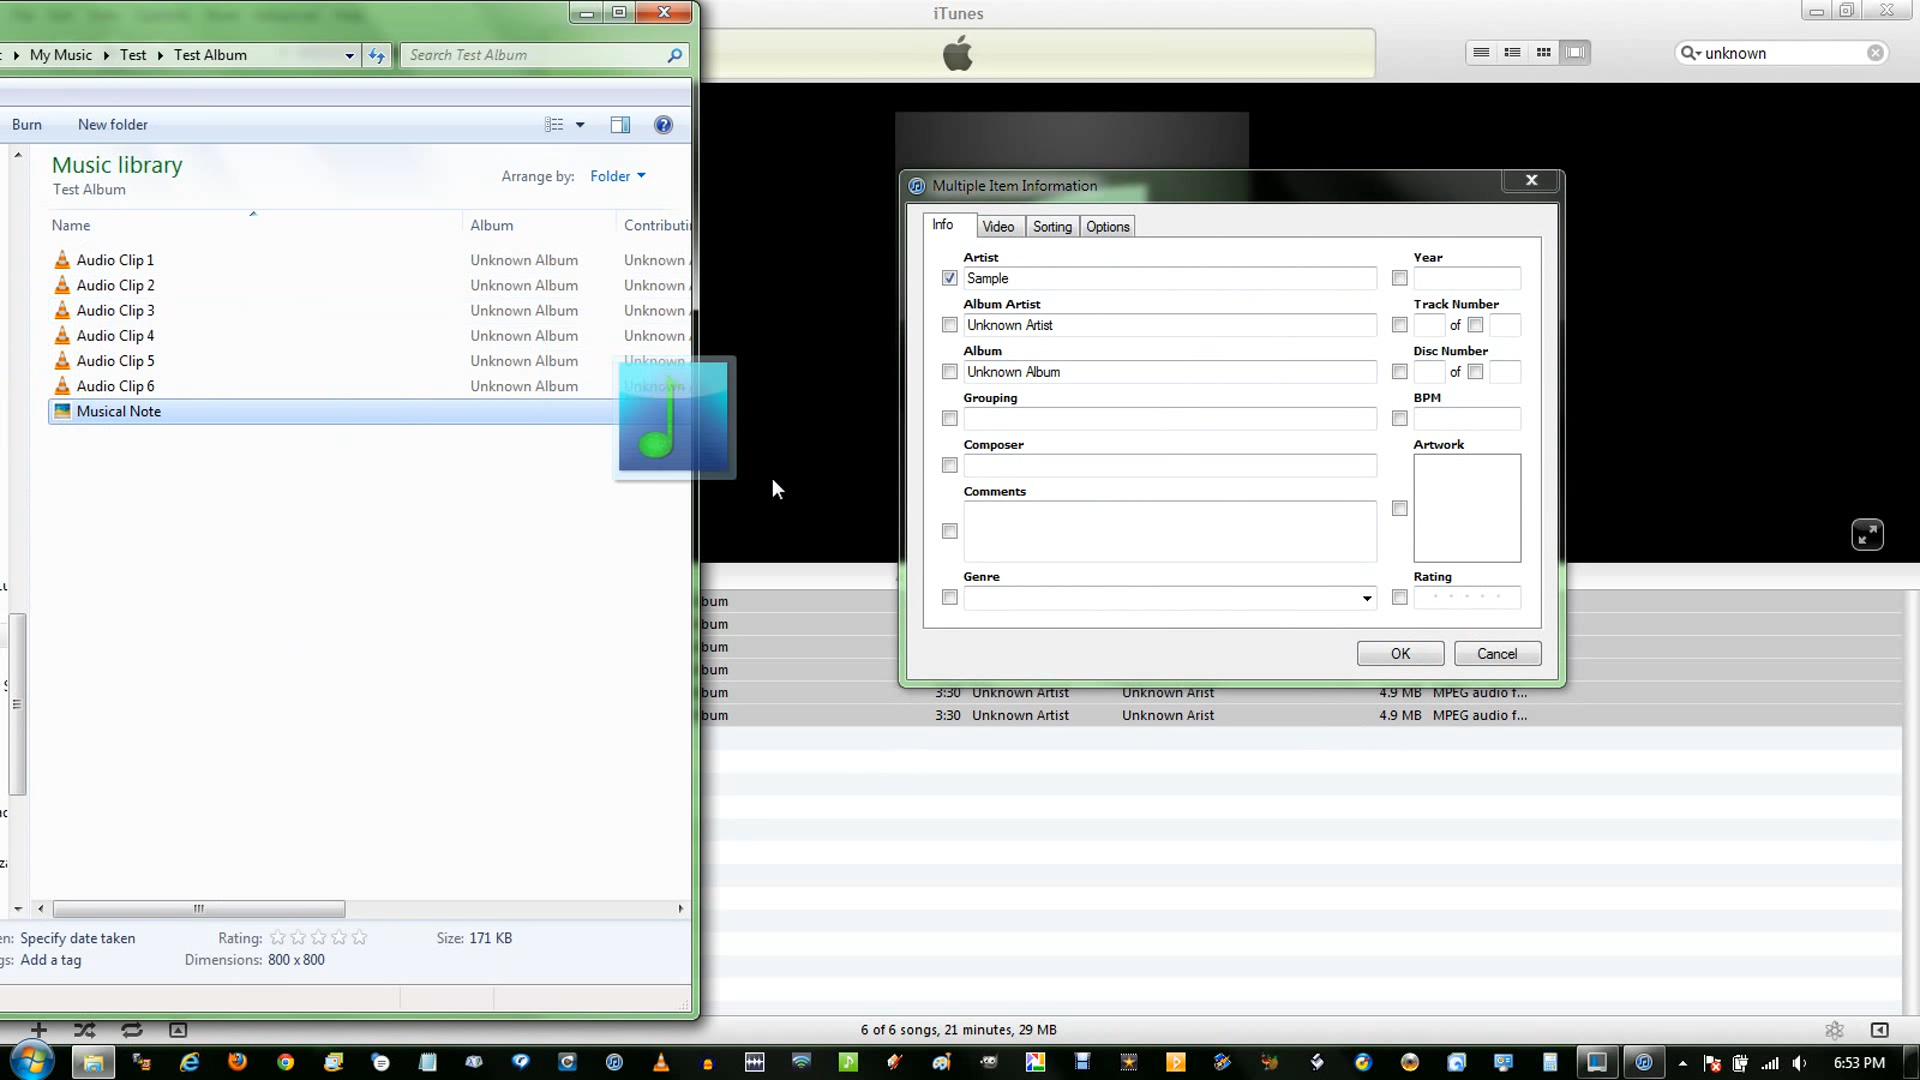 iTunes
My Music
Test
Test Album
Search Test Album
unknown
Burn
New folder
Music library
Test Album
Arrange by:
Folder
Name
Album
Audio Clip 1
Unknown Album
Unknown
Audio Clip 2
Unknown Album
Unknown
Audio Clip 3
Unknown Album
Unknown
Audio Clip 4
Unknown Album
Unknown
Audio Clip 5
Unknown Album
Unknown
Audio Clip 6
Unknown Album
Musical Note
Specify date taken
Rating:
Size: 171 KB
Add a tag
Dimensions: 800 x 800
Multiple Item Information
Info
Video
Sorting
Options
Artist
Sample
Year
Album Artist
Unknown Artist
Track Number
of
Album
Unknown Album
Disc Number
of
Grouping
BPM
Composer
Artwork
Comments
Genre
Rating
OK
Cancel
bum
bum
bum
bum
bum
3:30
Unknown Artist
Unknown Arist
4.9 MB
MPEG audio f...
bum
3:30
Unknown Artist
Unknown Arist
4.9 MB
MPEG audio f...
6 of 6 songs, 21 minutes, 29 MB
6:53 PM